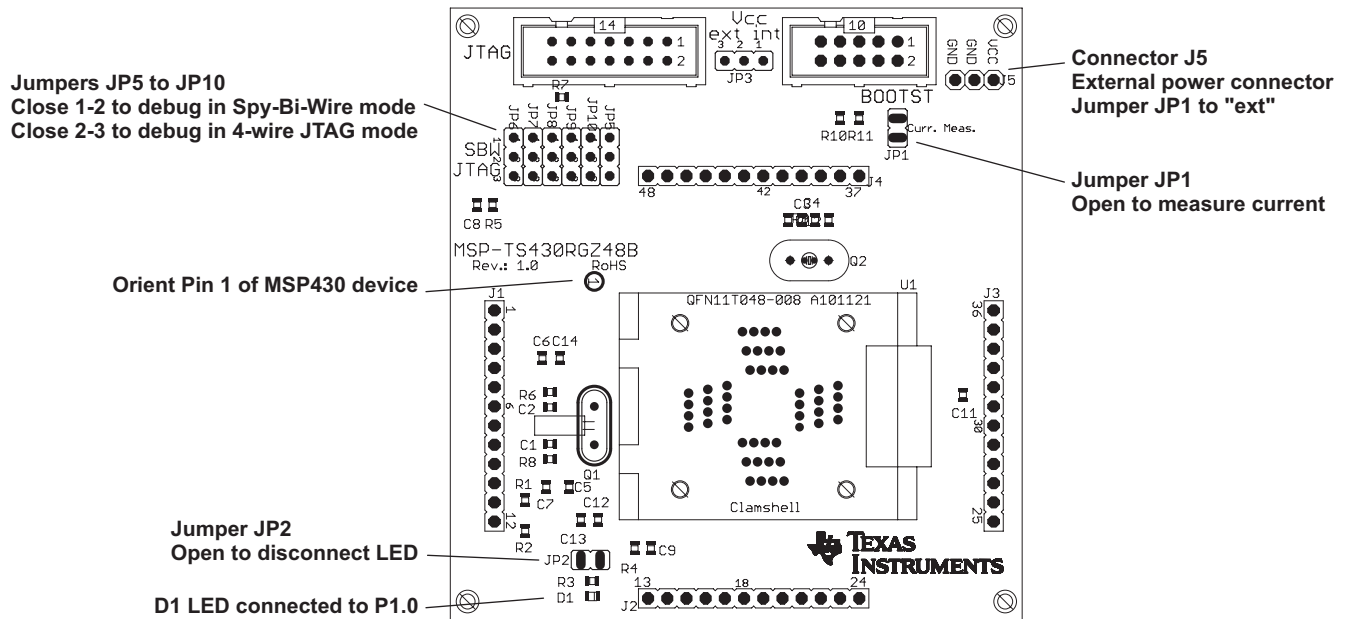 14
JTAG
1
2
Vcc
ext int
3 2 1
JP3
10
1
2
BOOTST
GND GND VCC
J5
Connector J5
External power connector
Jumper JP1 to "ext"
Jumpers JP5 to JP10
Close 1-2 to debug in Spy-Bi-Wire mode
Close 2-3 to debug in 4-wire JTAG mode
R7
JP6 JP7 JP8 JP9 JP10 JP5
SBW
JTAG
1
2
3
R10 R11
Curr. Meas.
JP1
Jumper JP1
Open to measure current
48 42 37 J4
C8 R5
C4
MSP-TS430RGZ48B
Rev.: 1.0 RoHS
Q2
Orient Pin 1 of MSP430 device
1
QFN11T048-008 A101121
U1
J1
1
6
12
J3
36
30
25
C6 C14
R6
C2
C1
R8
Q1
C11
R1
C7
C5
C12
R2
C13
Clamshell
Jumper JP2
Open to disconnect LED
JP2
R4
C9
TEXAS
INSTRUMENTS
R3
D1
D1 LED connected to P1.0
J2
13 18 24